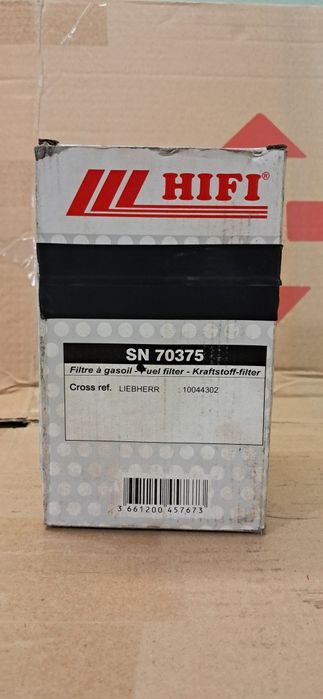 HIFI®
SN 70375
Filtre à gasoil - Fuel filter - Kraftstoff-filter
Cross ref. LIEBHERR : 10044302
3 661200 457673